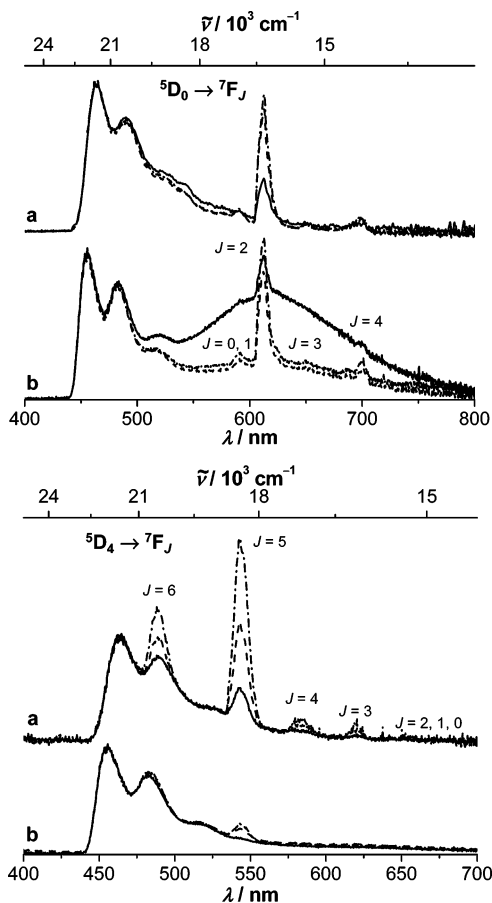 ṽ / 10³ cm⁻¹
24 21 18 15
⁵D₀ → ⁷F_J
a
J = 2
J = 4
J = 0, 1
J = 3
b
400 500 600 700 800
λ / nm
ṽ / 10³ cm⁻¹
24 21 18 15
⁵D₄ → ⁷F_J
J = 5
J = 6
J = 4
J = 3
J = 2, 1, 0
a
b
400 450 500 550 600 650 700
λ / nm